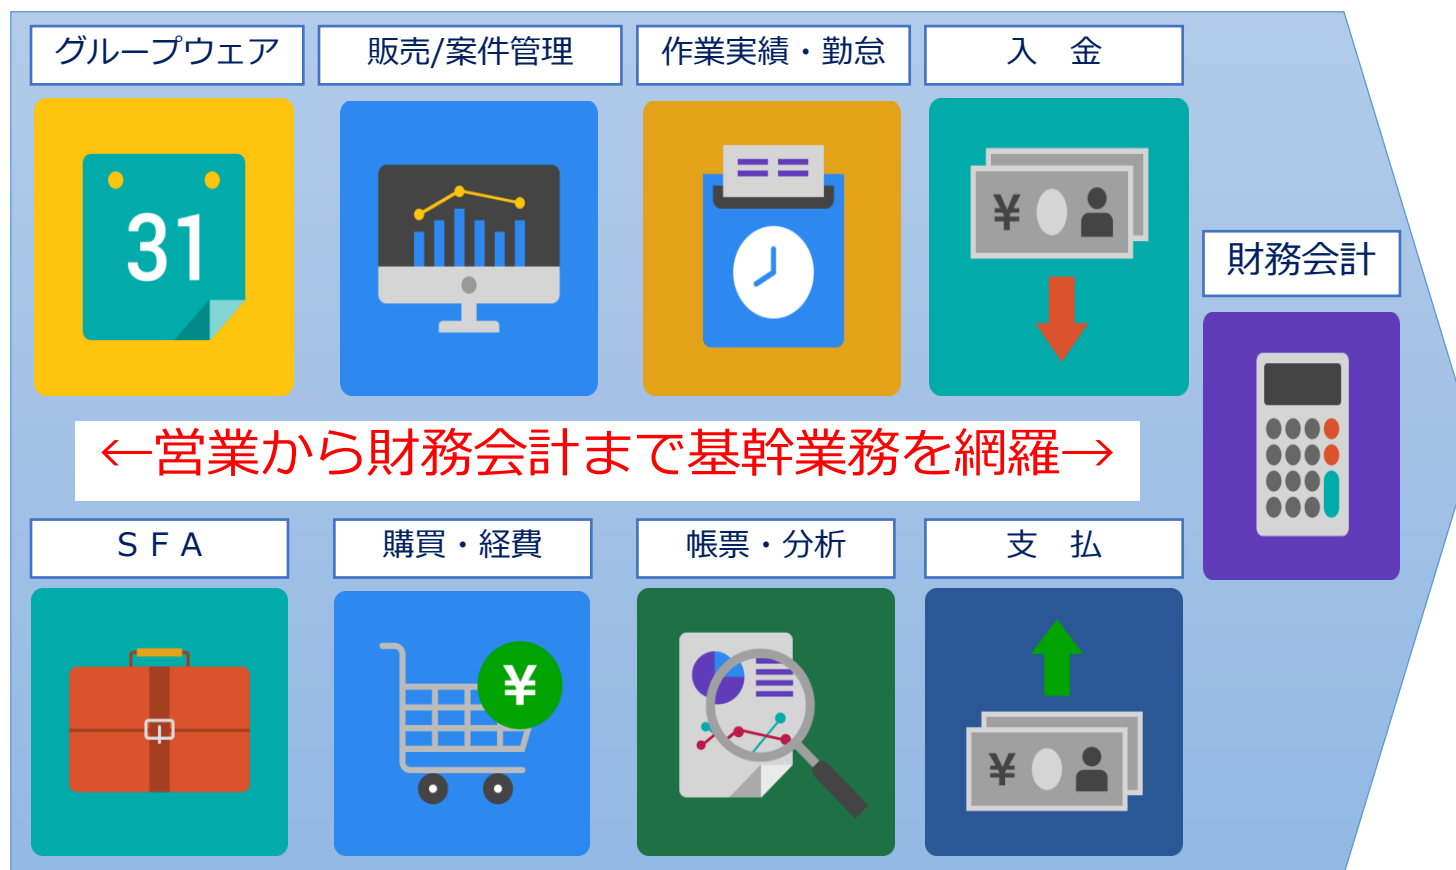 グループウェア
販売/案件管理
作業実績・勤怠
入　金
31
¥
財務会計
←営業から財務会計まで基幹業務を網羅→
ＳＦＡ
購買・経費
帳票・分析
支　払
¥
¥